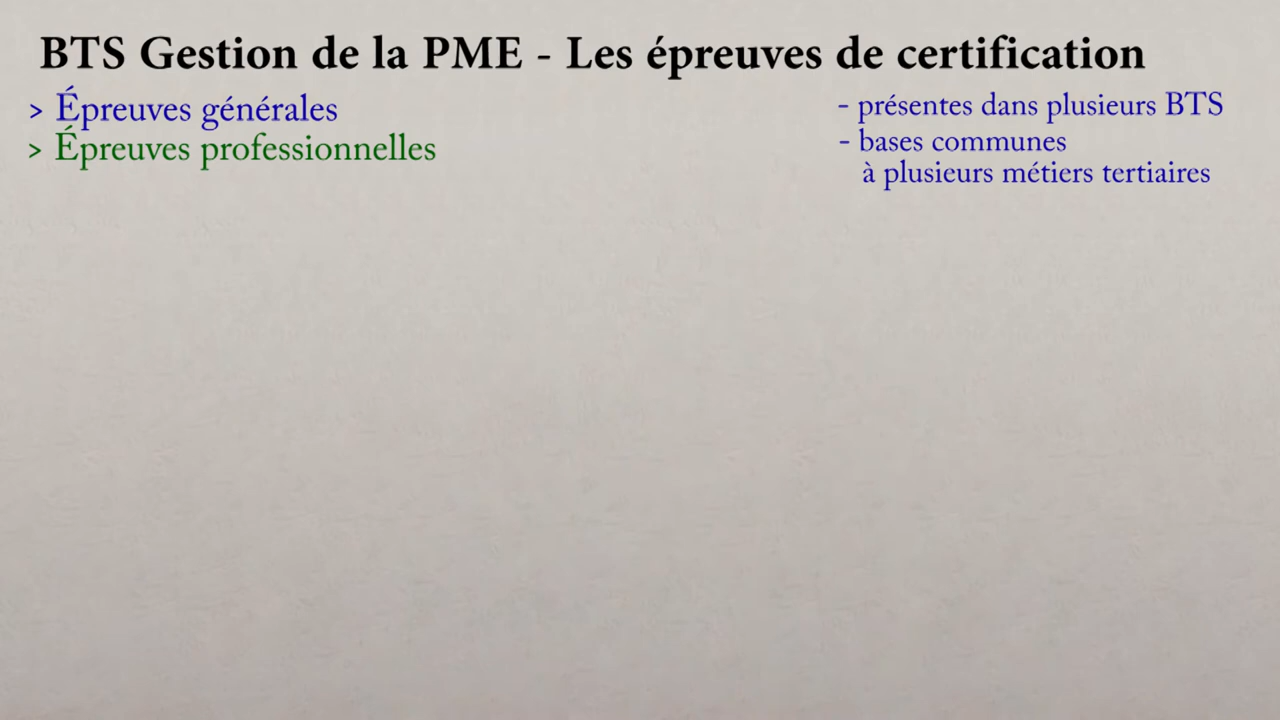 BTS Gestion de la PME - Les épreuves de certification
> Épreuves générales
> Épreuves professionnelles
- présentes dans plusieurs BTS
- bases communes
à plusieurs métiers tertiaires